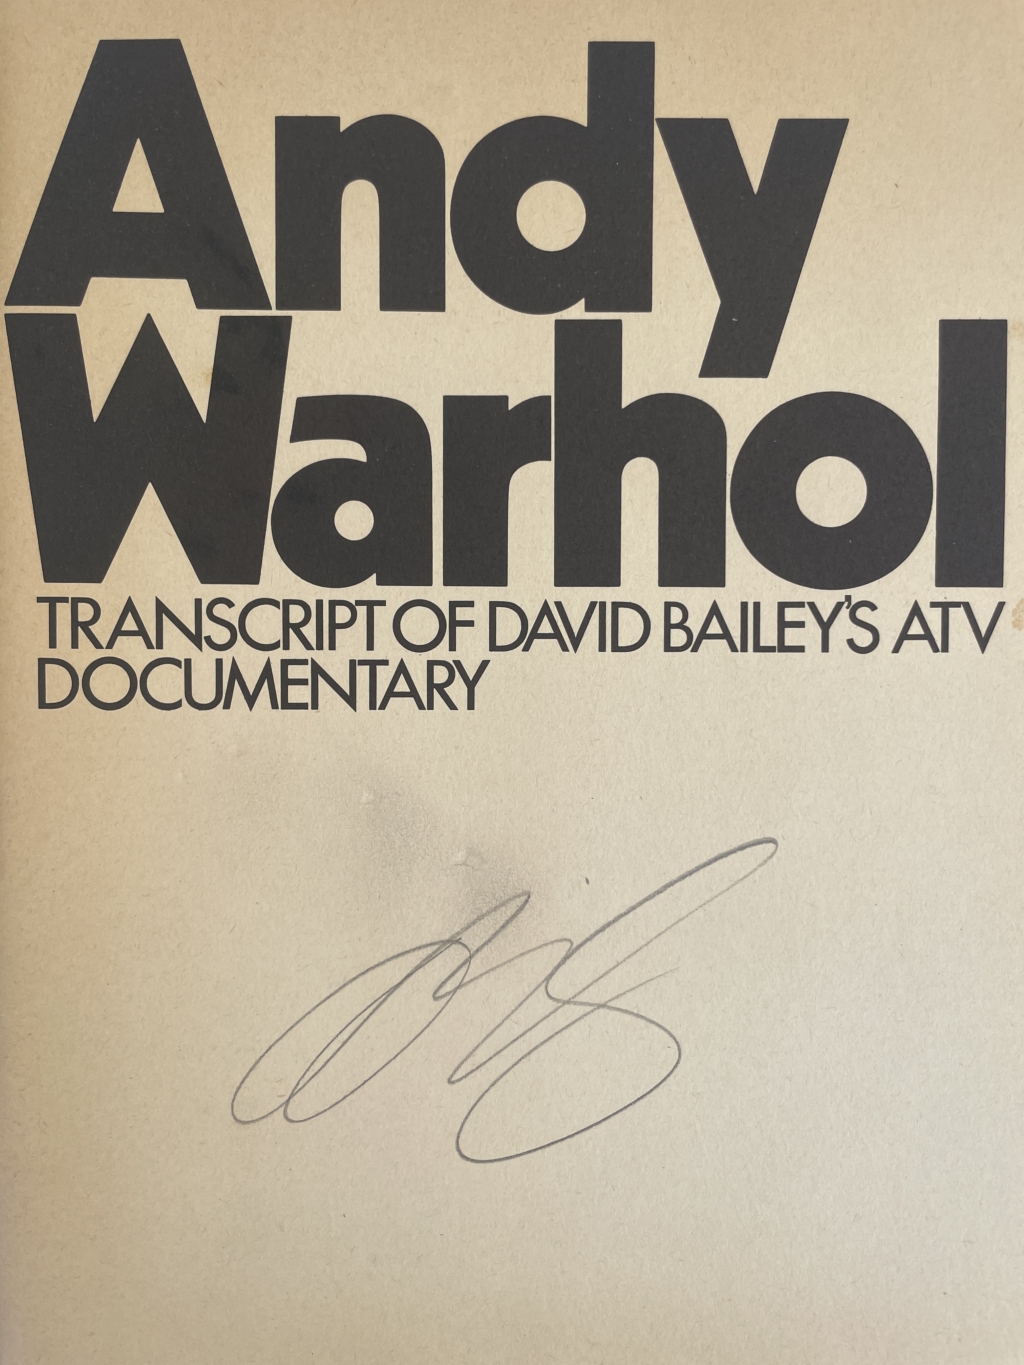 Andy
Warhol
TRANSCRIPT OF DAVID BAILEY'S ATV
DOCUMENTARY